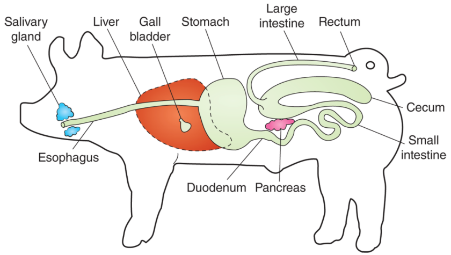 Salivary
gland
Liver
Gall
bladder
Stomach
Large
intestine
Rectum
Cecum
Small
intestine
Esophagus
Duodenum
Pancreas